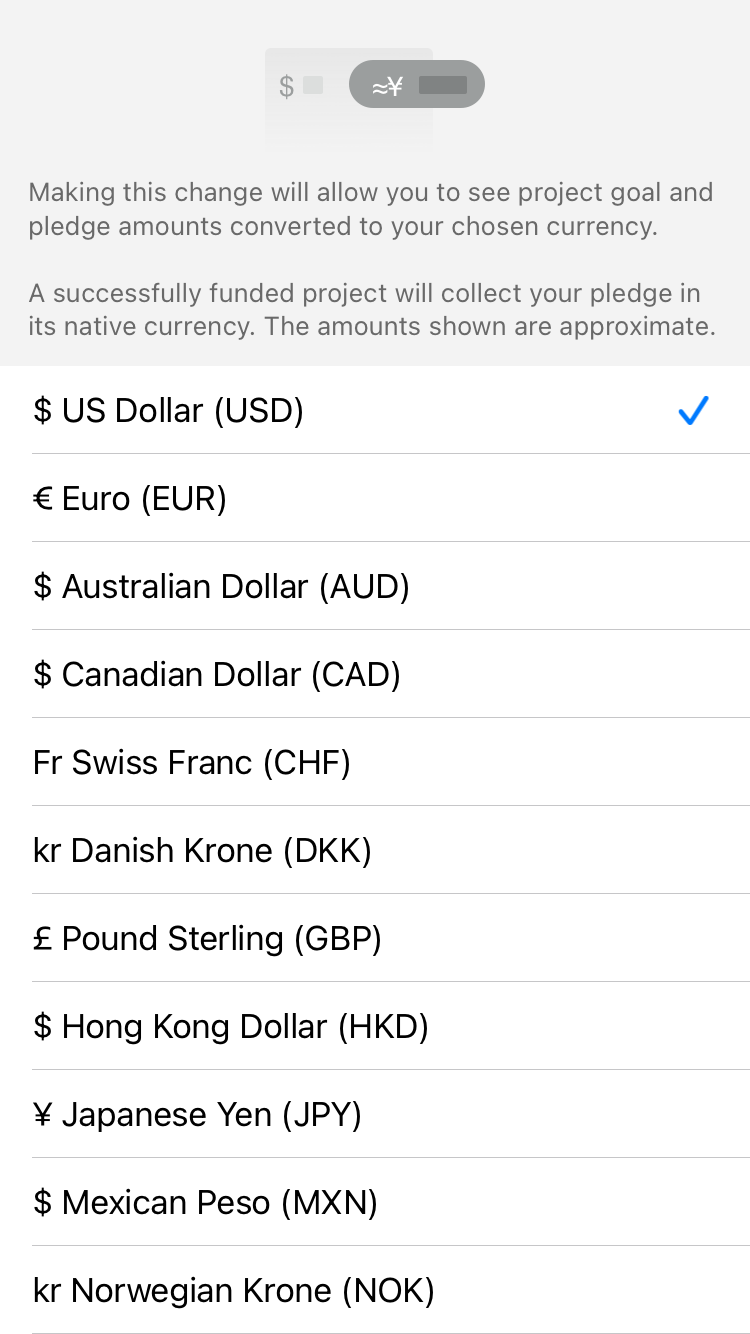 $ ≈¥
Making this change will allow you to see project goal and
pledge amounts converted to your chosen currency.
A successfully funded project will collect your pledge in
its native currency. The amounts shown are approximate.
$ US Dollar (USD)
€ Euro (EUR)
$ Australian Dollar (AUD)
$ Canadian Dollar (CAD)
Fr Swiss Franc (CHF)
kr Danish Krone (DKK)
£ Pound Sterling (GBP)
$ Hong Kong Dollar (HKD)
¥ Japanese Yen (JPY)
$ Mexican Peso (MXN)
kr Norwegian Krone (NOK)